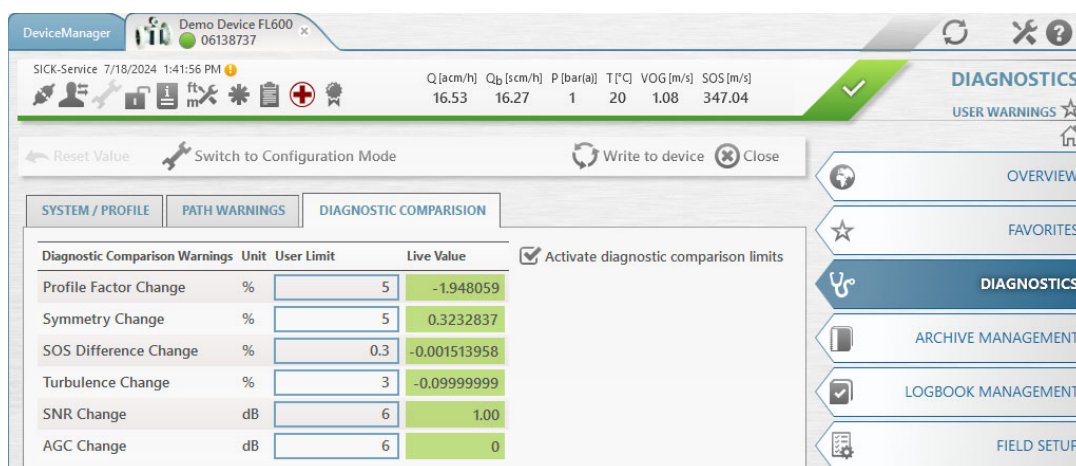 DeviceManager
Demo Device FL600
06138737
SICK-Service 7/18/2024 1:41:56 PM
Q [acm/h] Qb [scm/h] P [bar(a)] T [°C] VOG [m/s] SOS [m/s]
16.53 16.27 1 20 1.08 347.04
ft
m
DIAGNOSTICS
USER WARNINGS
Reset Value
Switch to Configuration Mode
Write to device
Close
SYSTEM / PROFILE
PATH WARNINGS
DIAGNOSTIC COMPARISION
Diagnostic Comparison Warnings Unit User Limit Live Value
Activate diagnostic comparison limits
Profile Factor Change % 5 -1.948059
Symmetry Change % 5 0.3232837
SOS Difference Change % 0.3 -0.001513958
Turbulence Change % 3 -0.09999999
SNR Change dB 6 1.00
AGC Change dB 6 0
OVERVIEW
FAVORITES
DIAGNOSTICS
ARCHIVE MANAGEMENT
LOGBOOK MANAGEMENT
FIELD SETUP